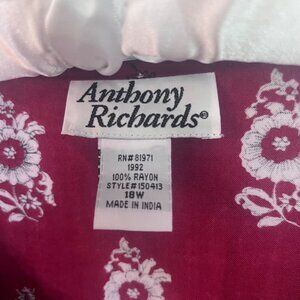 Anthony
Richards®
RN# 81971
1992
100% RAYON
STYLE# 150413
18W
MADE IN INDIA